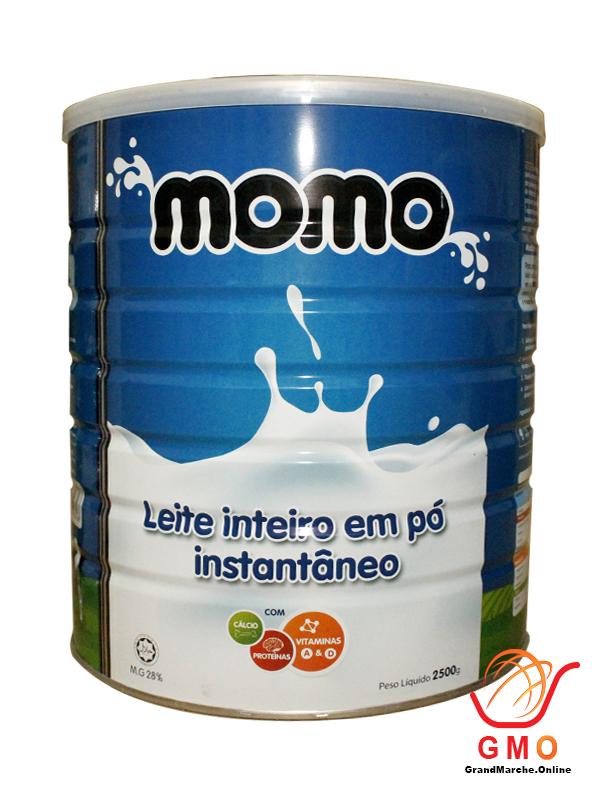 momo
Leite inteiro em pó
instantâneo
COM
CÁLCIO
PROTEÍNAS
VITAMINAS
A & D
M.G 28%
Peso Líquido 2500g
GMO
GrandMarche.Online